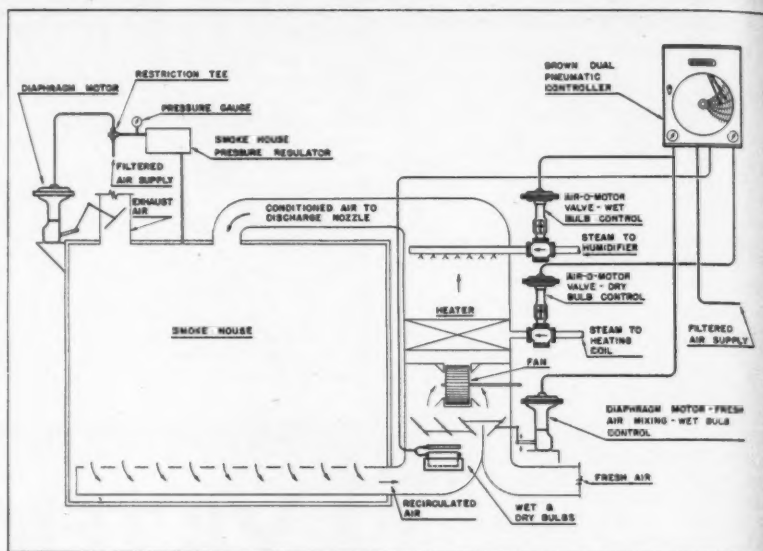 RESTRICTION TEE
DIAPHRAGM MOTOR
PRESSURE GAUGE
SMOKE HOUSE
PRESSURE REGULATOR
FILTERED
AIR SUPPLY
EXHAUST
AIR
CONDITIONED AIR TO
DISCHARGE NOZZLE
BROWN DUAL
PNEUMATIC
CONTROLLER
AIR-O-MOTOR
VALVE - WET
BULB CONTROL
STEAM TO
HUMIDIFIER
AIR-O-MOTOR
VALVE - DRY
BULB CONTROL
HEATER
SMOKE HOUSE
STEAM TO
HEATING
COIL
FILTERED
AIR SUPPLY
FAN
DIAPHRAGM MOTOR - FRESH
AIR MIXING - WET BULB
CONTROL
FRESH AIR
RECIRCULATED
AIR
WET &
DRY BULBS